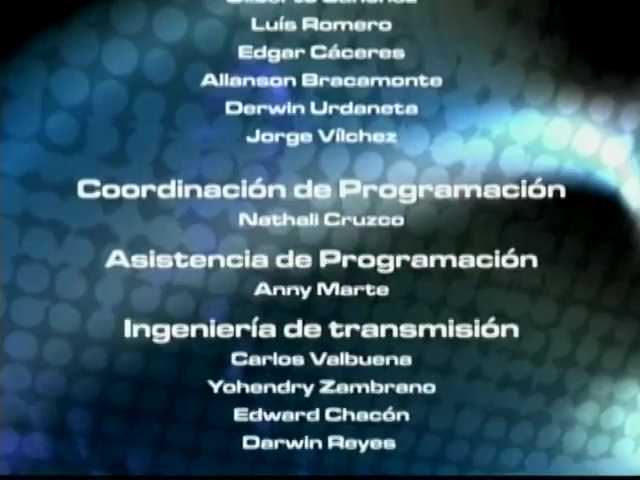 Luís Romero
Edgar Cáceres
Allanson Bracamonte
Derwin Urdaneta
Jorge Vílchez
Coordinación de Programación
Nathali Cruzco
Asistencia de Programación
Anny Marte
Ingeniería de transmisión
Carlos Valbuena
Yohendry Zambrano
Edward Chacón
Darwin Reyes